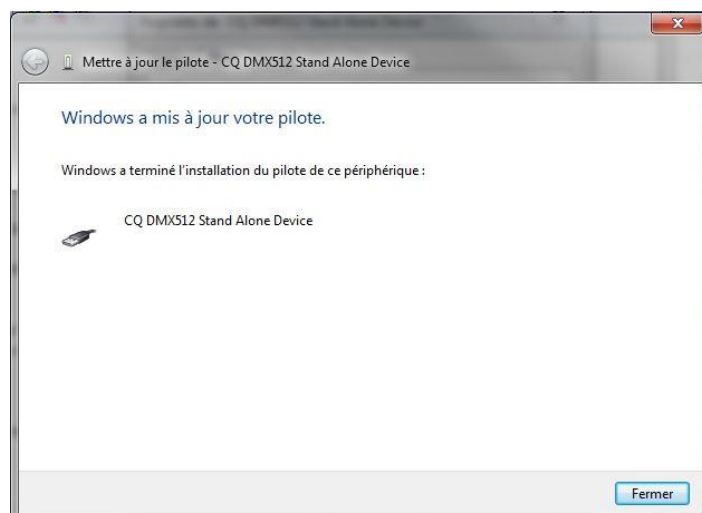 Mettre à jour le pilote - CQ DMX512 Stand Alone Device
Windows a mis à jour votre pilote.
Windows a terminé l'installation du pilote de ce périphérique :
CQ DMX512 Stand Alone Device
Fermer